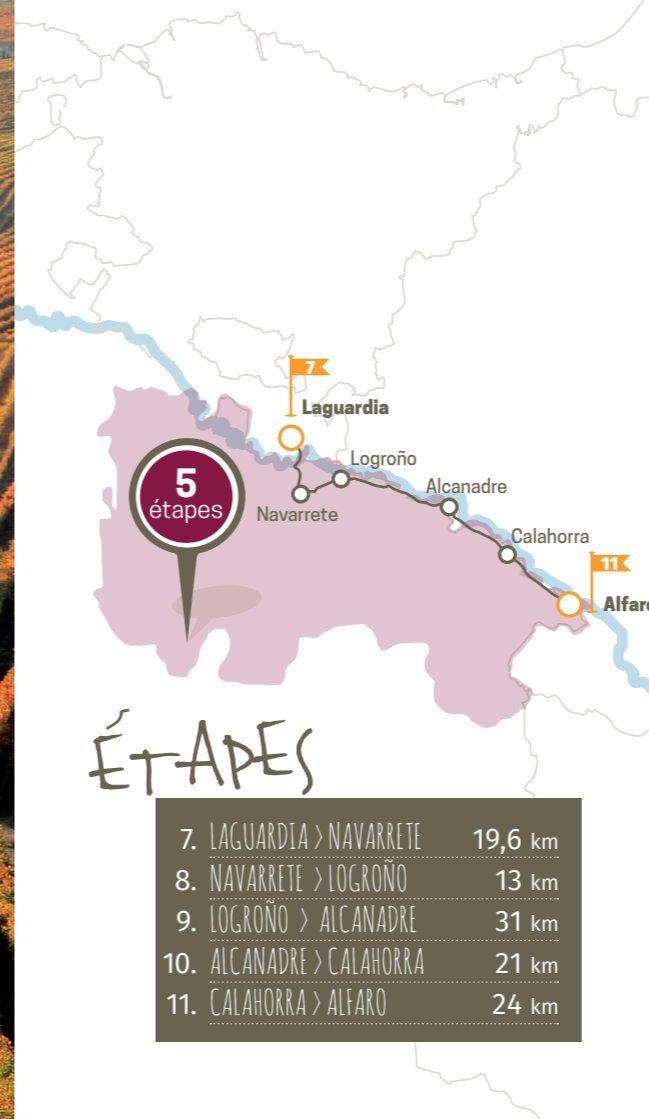 7
Laguardia
Logroño
5
étapes
Navarrete
Alcanadre
Calahorra
11
Alfaro
ÉTAPES
7. LAGUARDIA > NAVARRETE 19,6 km
8. NAVARRETE > LOGROÑO 13 km
9. LOGROÑO > ALCANADRE 31 km
10. ALCANADRE > CALAHORRA 21 km
11. CALAHORRA > ALFARO 24 km